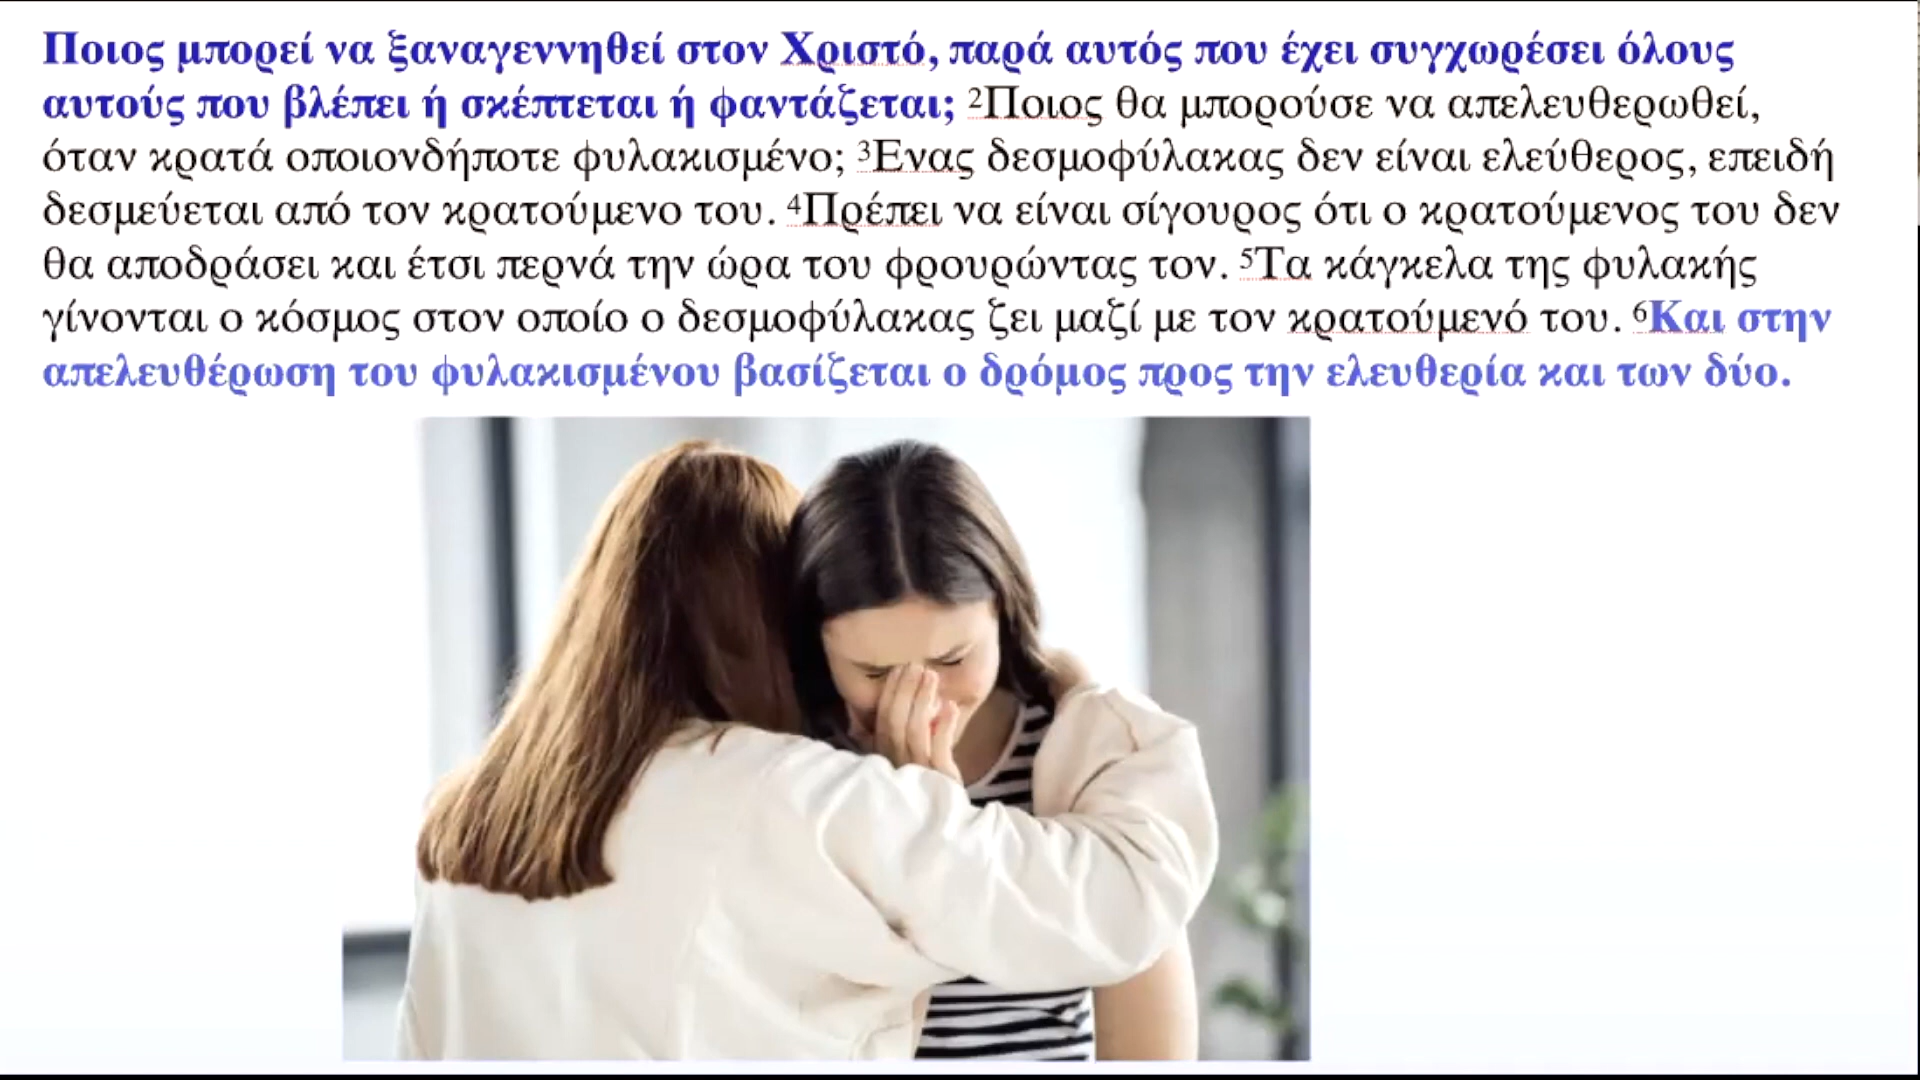 Ποιος μπορεί να ξαναγεννηθεί στον Χριστό, παρά αυτός που έχει συγχωρέσει όλους
αυτούς που βλέπει ή σκέπτεται ή φαντάζεται; ²Ποιος θα μπορούσε να απελευθερωθεί,
όταν κρατά οποιονδήποτε φυλακισμένο; ³Ενας δεσμοφύλακας δεν είναι ελεύθερος, επειδή
δεσμεύεται από τον κρατούμενο του. ⁴Πρέπει να είναι σίγουρος ότι ο κρατούμενος του δεν
θα αποδράσει και έτσι περνά την ώρα του φρουρώντας τον. ⁵Τα κάγκελα της φυλακής
γίνονται ο κόσμος στον οποίο ο δεσμοφύλακας ζει μαζί με τον κρατούμενό του. ⁶Και στην
απελευθέρωση του φυλακισμένου βασίζεται ο δρόμος προς την ελευθερία και των δύο.